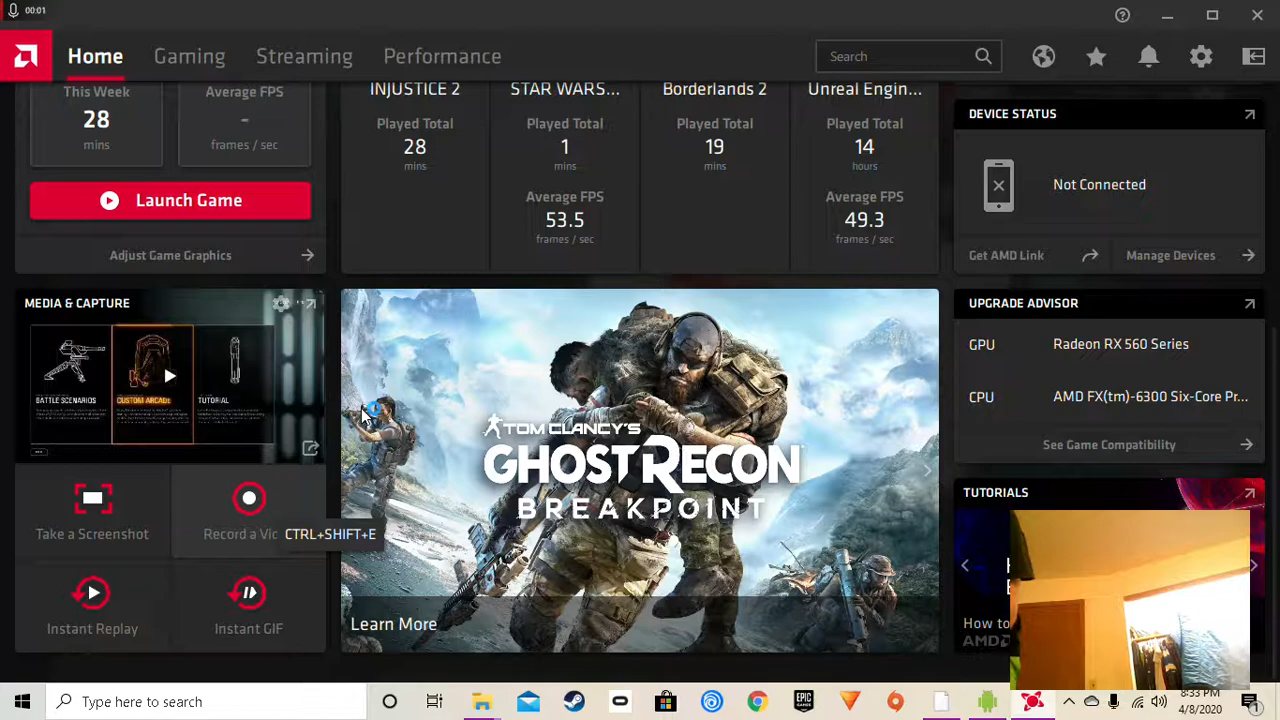 00:01
Home Gaming Streaming Performance
Search
This Week
28
mins
Average FPS
-
frames / sec
Launch Game
Adjust Game Graphics
INJUSTICE 2
Played Total
28
mins
STAR WARS...
Played Total
1
mins
Average FPS
53.5
frames / sec
Borderlands 2
Played Total
19
mins
Unreal Engin...
Played Total
14
hours
Average FPS
49.3
frames / sec
DEVICE STATUS
Not Connected
Get AMD Link
Manage Devices
MEDIA & CAPTURE
BATTLE SCENARIOS
CUSTOM ARCADE
TUTORIAL
Take a Screenshot
Record a Vic
CTRL+SHIFT+E
Instant Replay
Instant GIF
TOM CLANCY'S
GHOST RECON
BREAKPOINT
Learn More
UPGRADE ADVISOR
GPU Radeon RX 560 Series
CPU AMD FX(tm)-6300 Six-Core Pr...
See Game Compatibility
TUTORIALS
How to
AMD
Type here to search
EPIC
GAMES
8:33 PM
4/8/2020